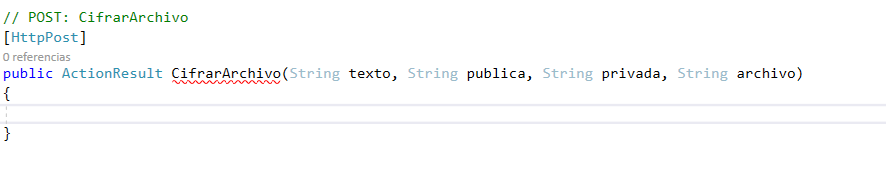 // POST: CifrarArchivo
[HttpPost]
0 referencias
public ActionResult CifrarArchivo(String texto, String publica, String privada, String archivo)
{
}